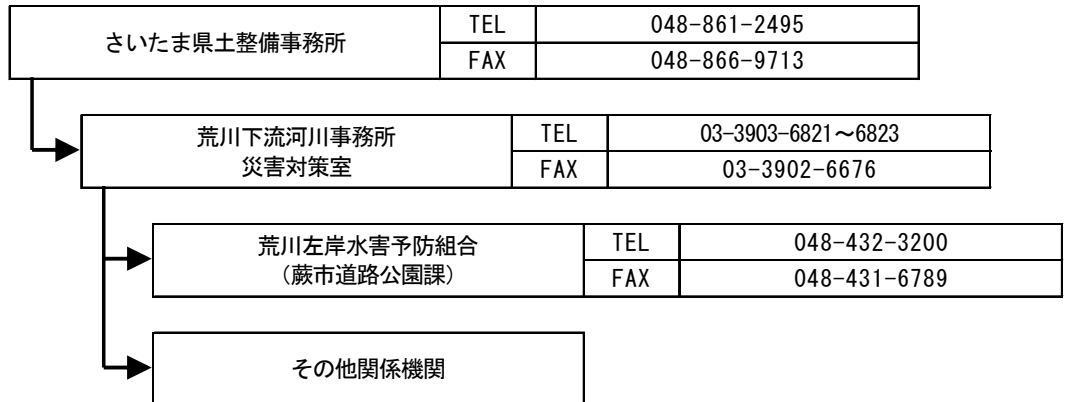 さいたま県土整備事務所 TEL 048-861-2495
FAX 048-866-9713
荒川下流河川事務所 TEL 03-3903-6821～6823
災害対策室 FAX 03-3902-6676
荒川左岸水害予防組合 TEL 048-432-3200
(蕨市道路公園課) FAX 048-431-6789
その他関係機関